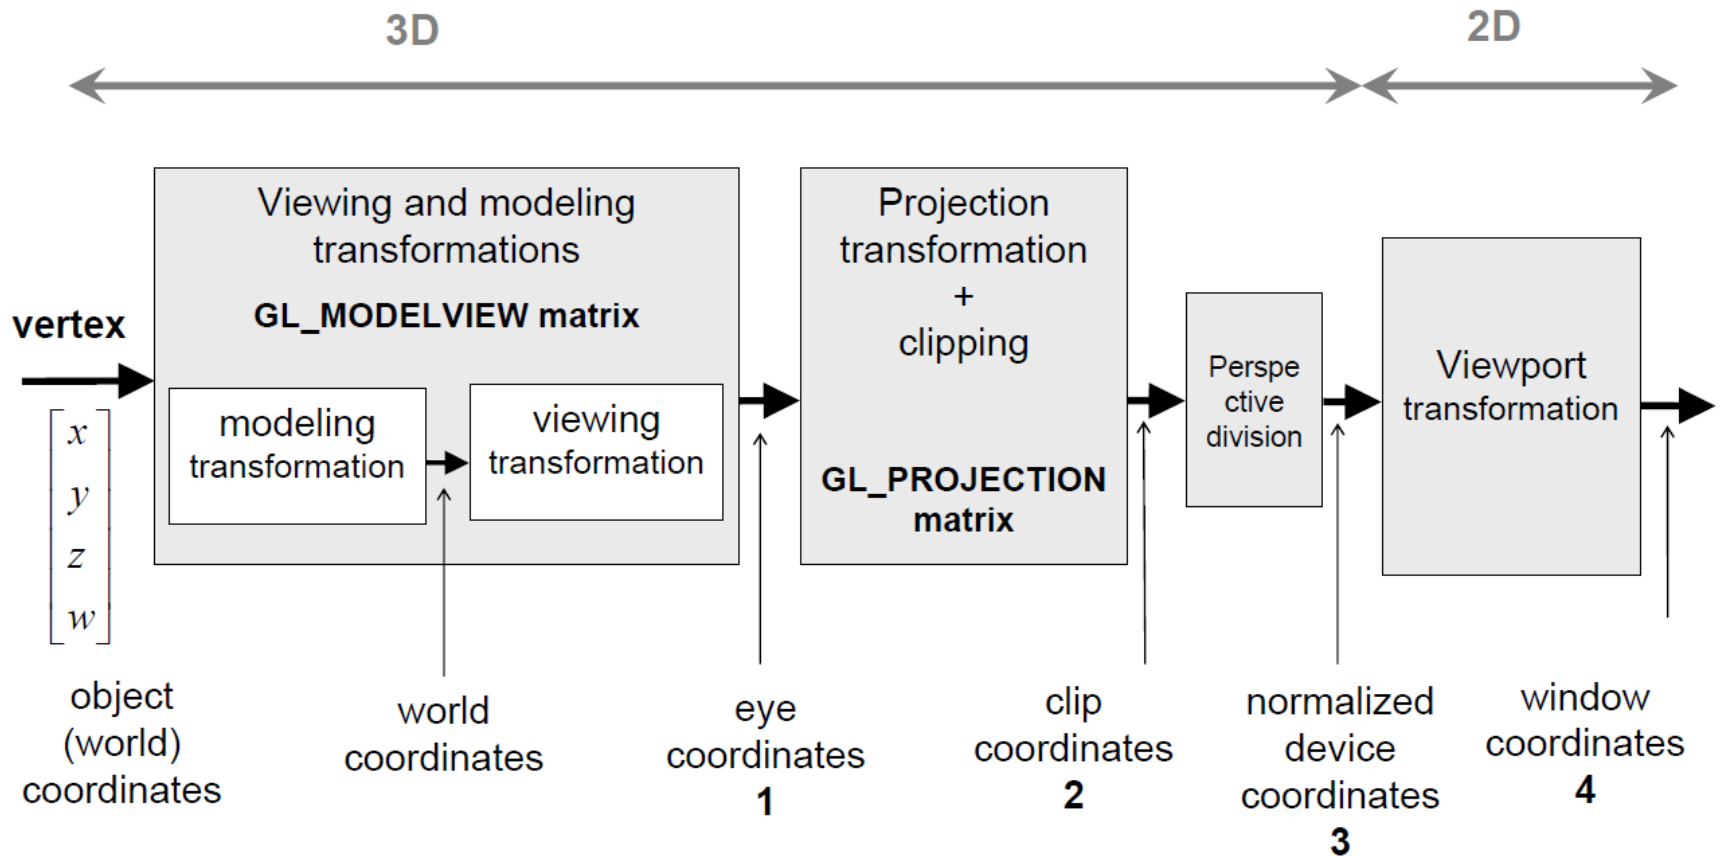 3D
2D
Viewing and modeling
transformations
GL_MODELVIEW matrix
modeling
transformation
viewing
transformation
Projection
transformation
+
clipping
GL_PROJECTION
matrix
Perspe
ctive
division
Viewport
transformation
vertex
x
y
z
w
object
(world)
coordinates
world
coordinates
eye
coordinates
1
clip
coordinates
2
normalized
device
coordinates
3
window
coordinates
4